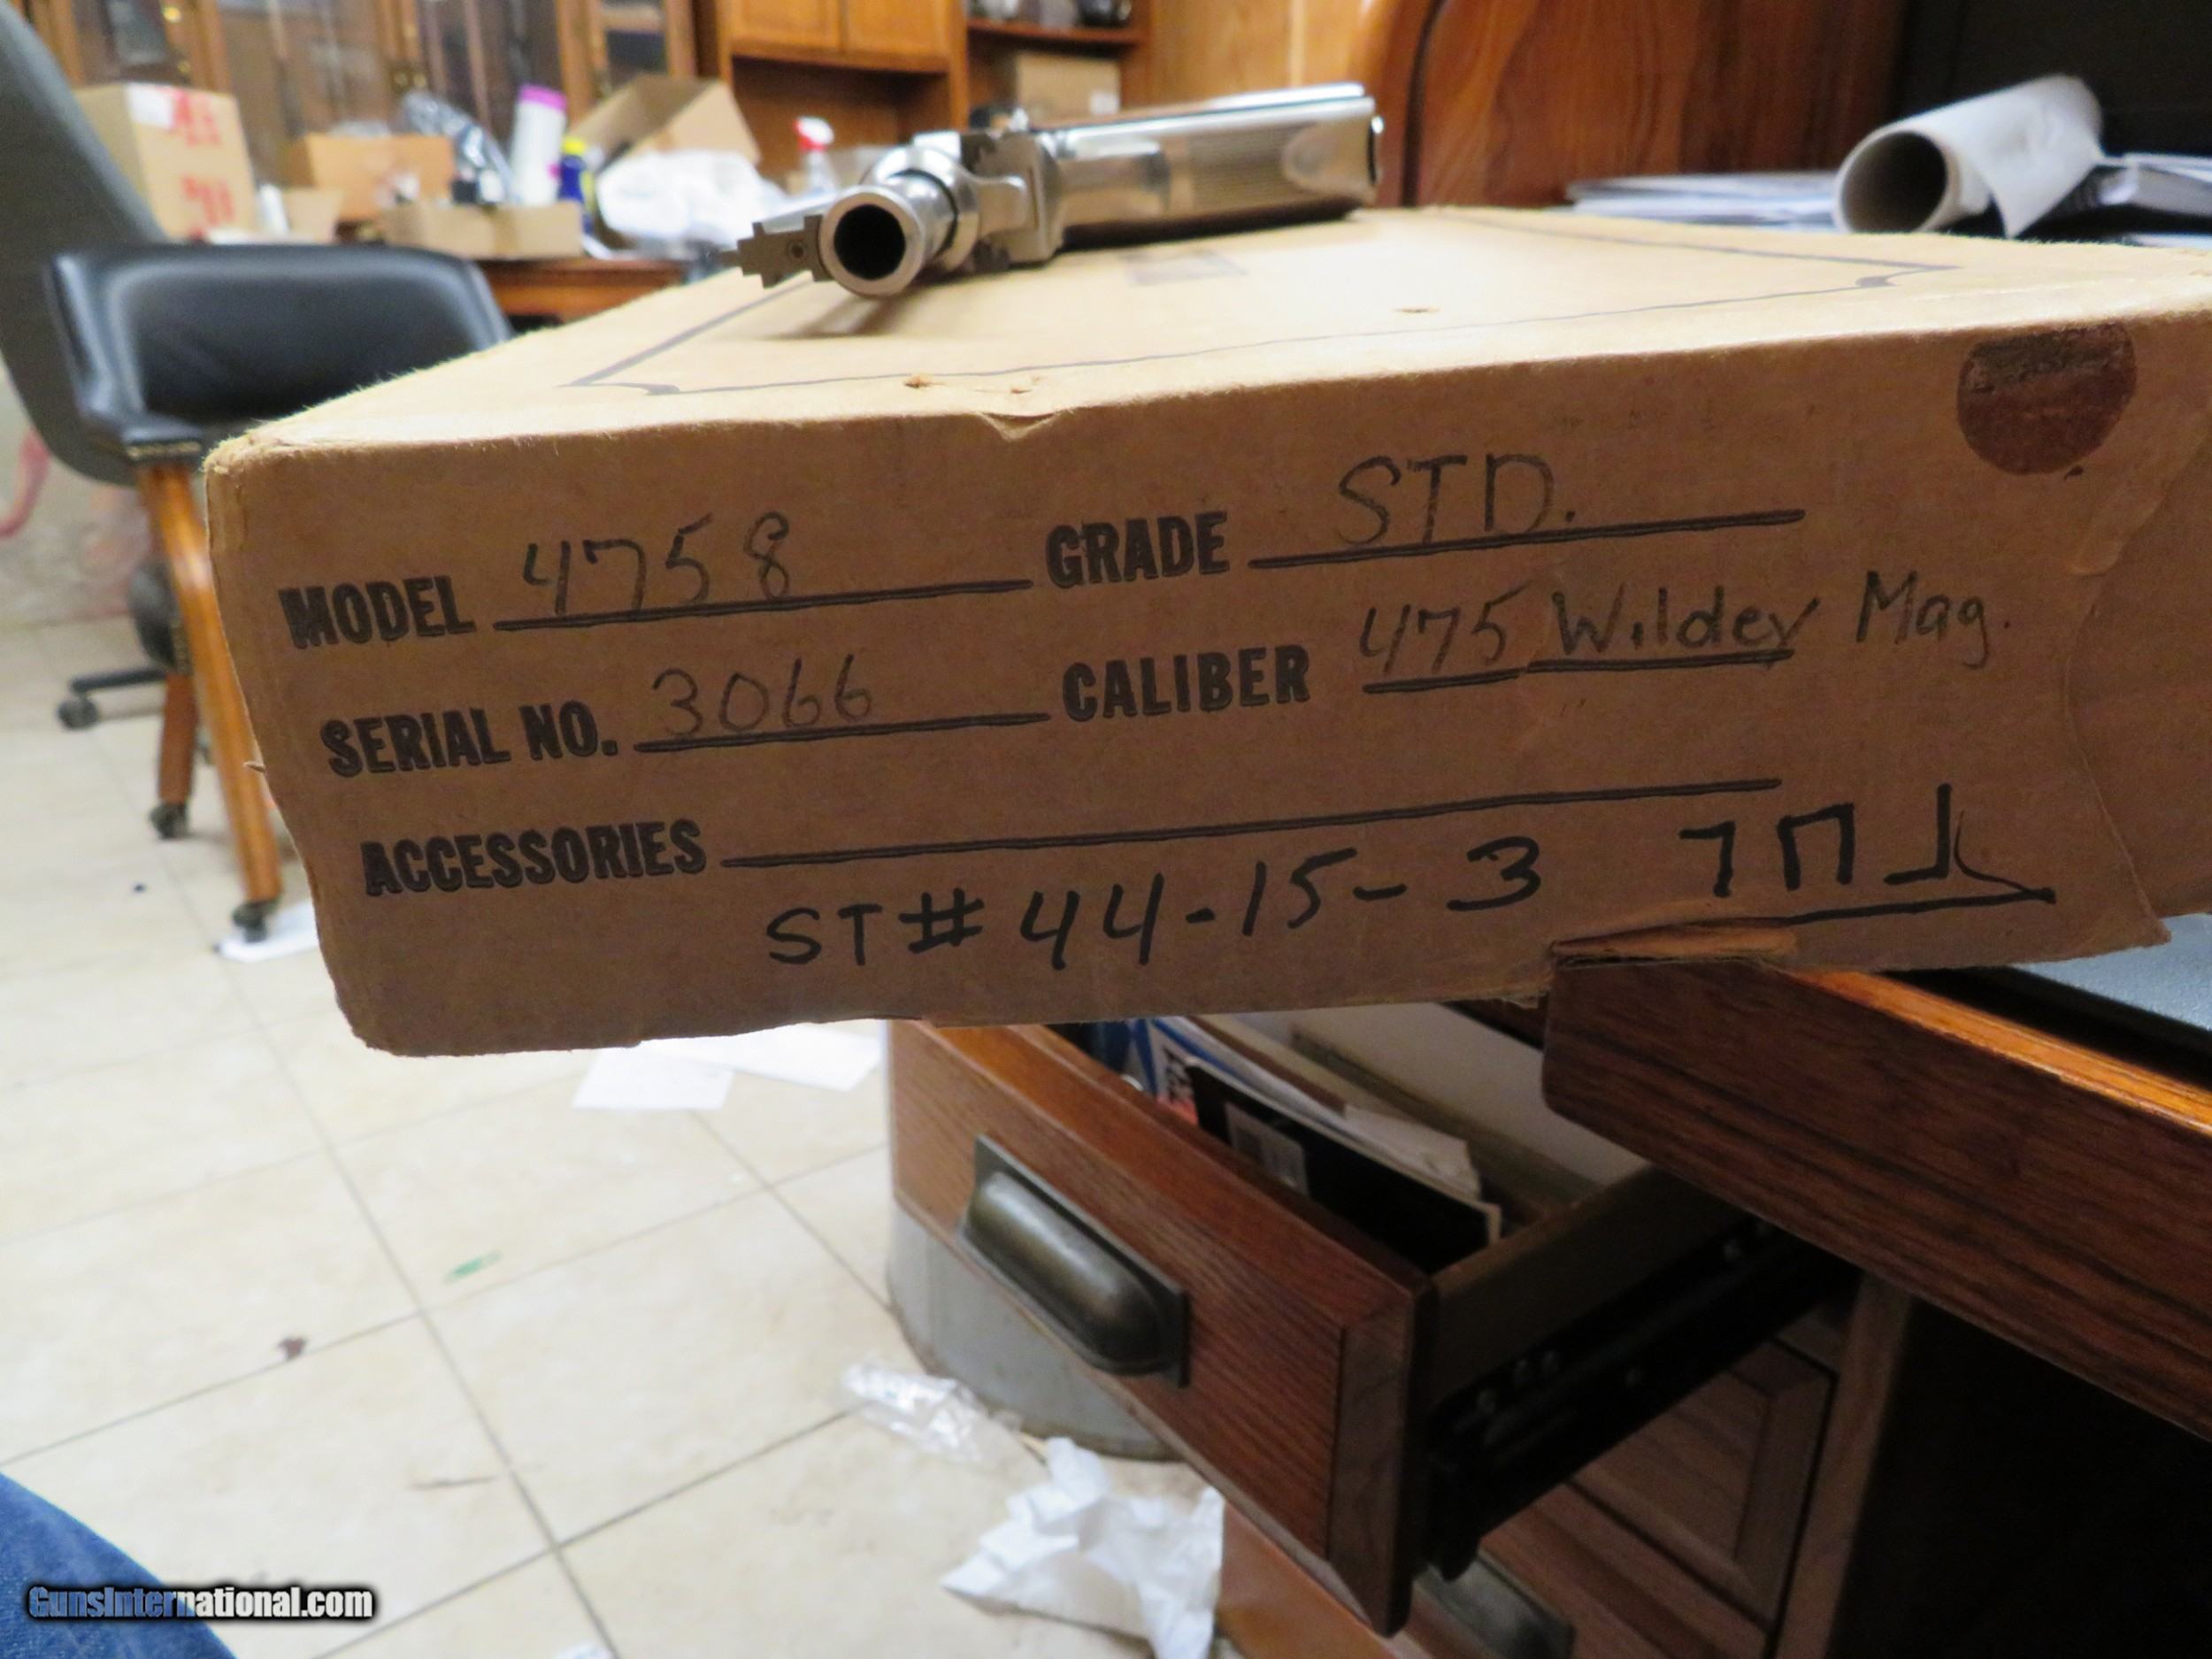 MODEL 4758 GRADE STD.
SERIAL NO. 3066 CALIBER 475 Wildey Mag.
ACCESSORIES
ST#44-15-3
GunsInternational.com